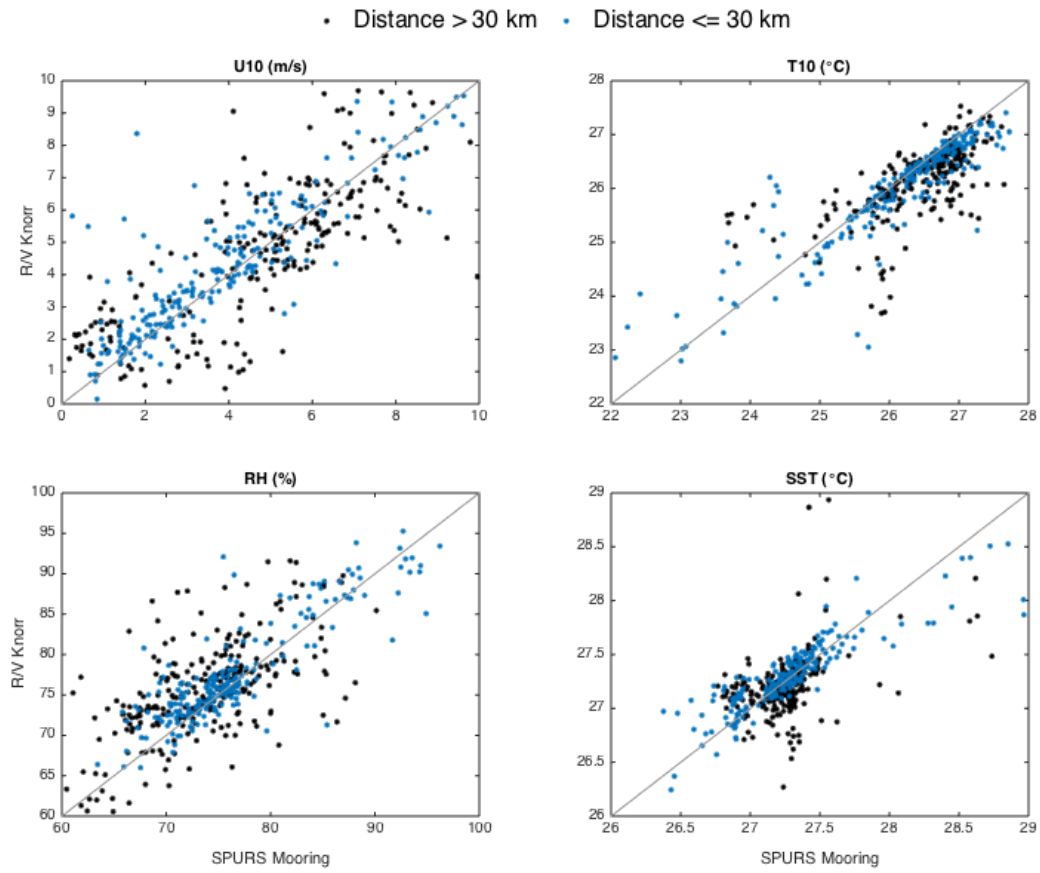 Distance > 30 km Distance <= 30 km
U10 (m/s)
R/V Knorr
10
9
8
7
6
5
4
3
2
1
0
0 2 4 6 8 10
T10 (°C)
28
27
26
25
24
23
22
22 23 24 25 26 27 28
RH (%)
R/V Knorr
100
95
90
85
80
75
70
65
60
60 70 80 90 100
SPURS Mooring
SST (°C)
29
28.5
28
27.5
27
26.5
26
26 26.5 27 27.5 28 28.5 29
SPURS Mooring